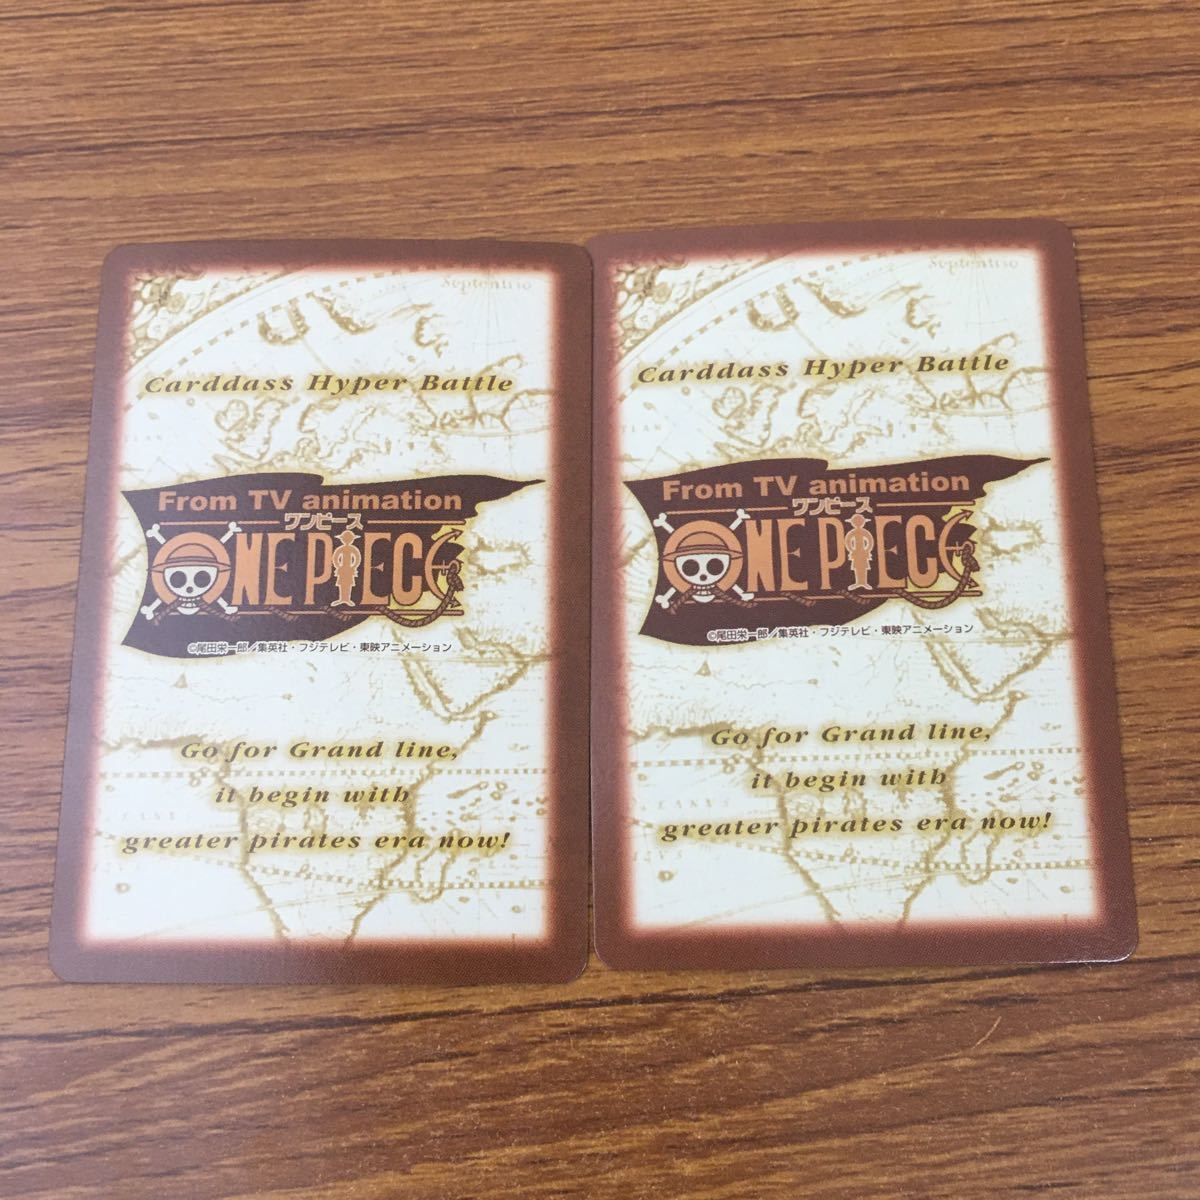 Septentrio
Carddass Hyper Battle
From TV animation
ワンピース
ONE PIECE
©尾田栄一郎／集英社・フジテレビ・東映アニメーション
Go for Grand line,
it begin with
greater pirates era now!
Septentrio
Carddass Hyper Battle
From TV animation
ワンピース
ONE PIECE
©尾田栄一郎／集英社・フジテレビ・東映アニメーション
Go for Grand line,
it begin with
greater pirates era now!